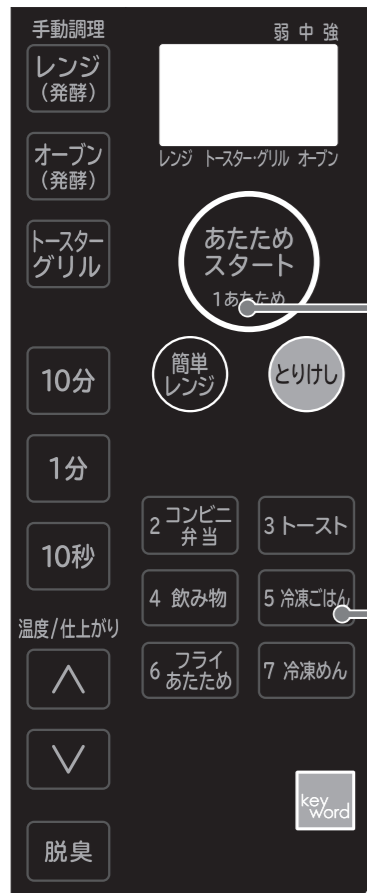 手動調理
弱 中 強
レンジ
(発酵)
オーブン
(発酵)
レンジ トースター・グリル オーブン
トースター
グリル
あたため
スタート
1あたため
10分
簡単
レンジ
とりけし
1分
10秒
2 コンビニ
弁当
3 トースト
4 飲み物
5 冷凍ごはん
6 フライ
あたため
7 冷凍めん
温度/仕上がり
脱臭
key
word